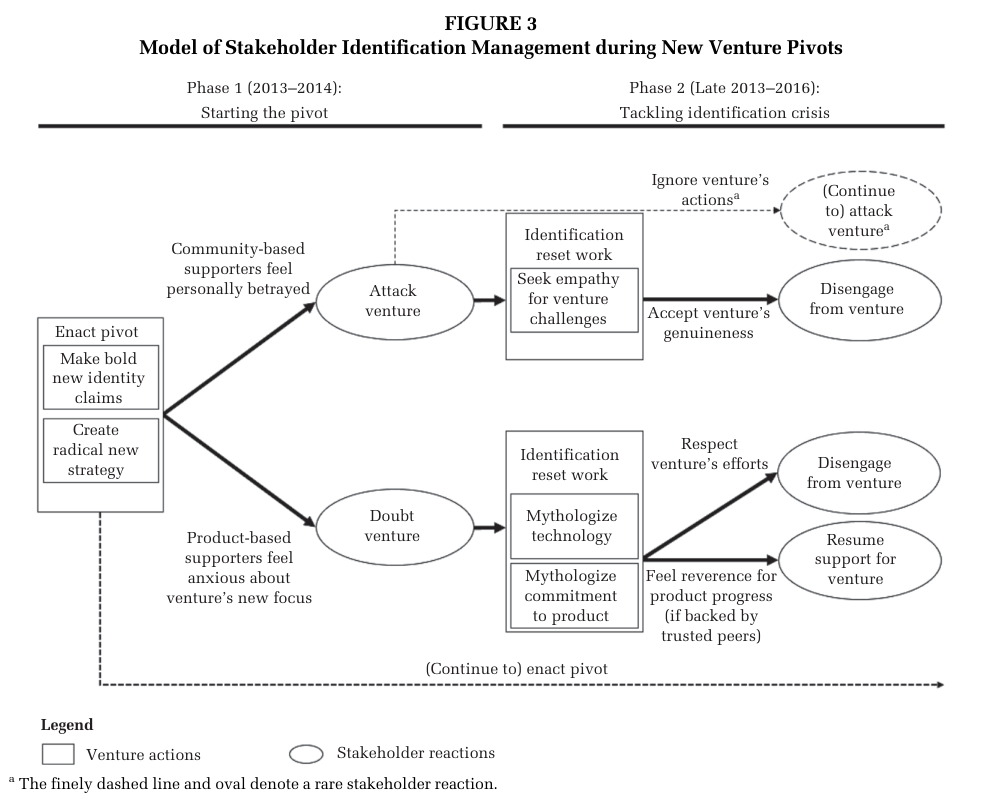 FIGURE 3
Model of Stakeholder Identification Management during New Venture Pivots
Phase 1 (2013–2014):
Starting the pivot
Phase 2 (Late 2013–2016):
Tackling identification crisis
Enact pivot
Make bold
new identity
claims
Create
radical new
strategy
Community-based
supporters feel
personally betrayed
Attack
venture
Identification
reset work
Seek empathy
for venture
challenges
Ignore venture’s
actionsᵃ
(Continue
to) attack
ventureᵃ
Accept venture’s
genuineness
Disengage
from venture
Product-based
supporters feel
anxious about
venture’s new focus
Doubt
venture
Identification
reset work
Mythologize
technology
Mythologize
commitment
to product
Respect
venture’s efforts
Disengage
from venture
Feel reverence for
product progress
(if backed by
trusted peers)
Resume
support for
venture
(Continue to) enact pivot
Legend
Venture actions
Stakeholder reactions
ᵃ The finely dashed line and oval denote a rare stakeholder reaction.